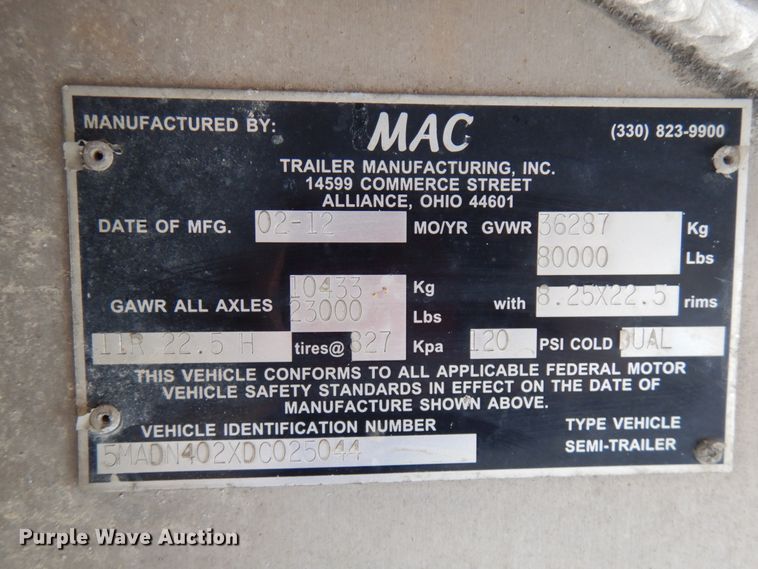 MANUFACTURED BY: MAC (330) 823-9900
TRAILER MANUFACTURING, INC.
14599 COMMERCE STREET
ALLIANCE, OHIO 44601
DATE OF MFG. 02-12 MO/YR GVWR 36287 Kg
80000 Lbs
GAWR ALL AXLES 10433 Kg
23000 Lbs with 8.25X22.5 rims
11R 22.5 H tires@ 827 Kpa 120 PSI COLD DUAL
THIS VEHICLE CONFORMS TO ALL APPLICABLE FEDERAL MOTOR
VEHICLE SAFETY STANDARDS IN EFFECT ON THE DATE OF
MANUFACTURE SHOWN ABOVE.
VEHICLE IDENTIFICATION NUMBER TYPE VEHICLE
5MADN402XDC025044 SEMI-TRAILER
Purple Wave Auction
Purple Wave Auction